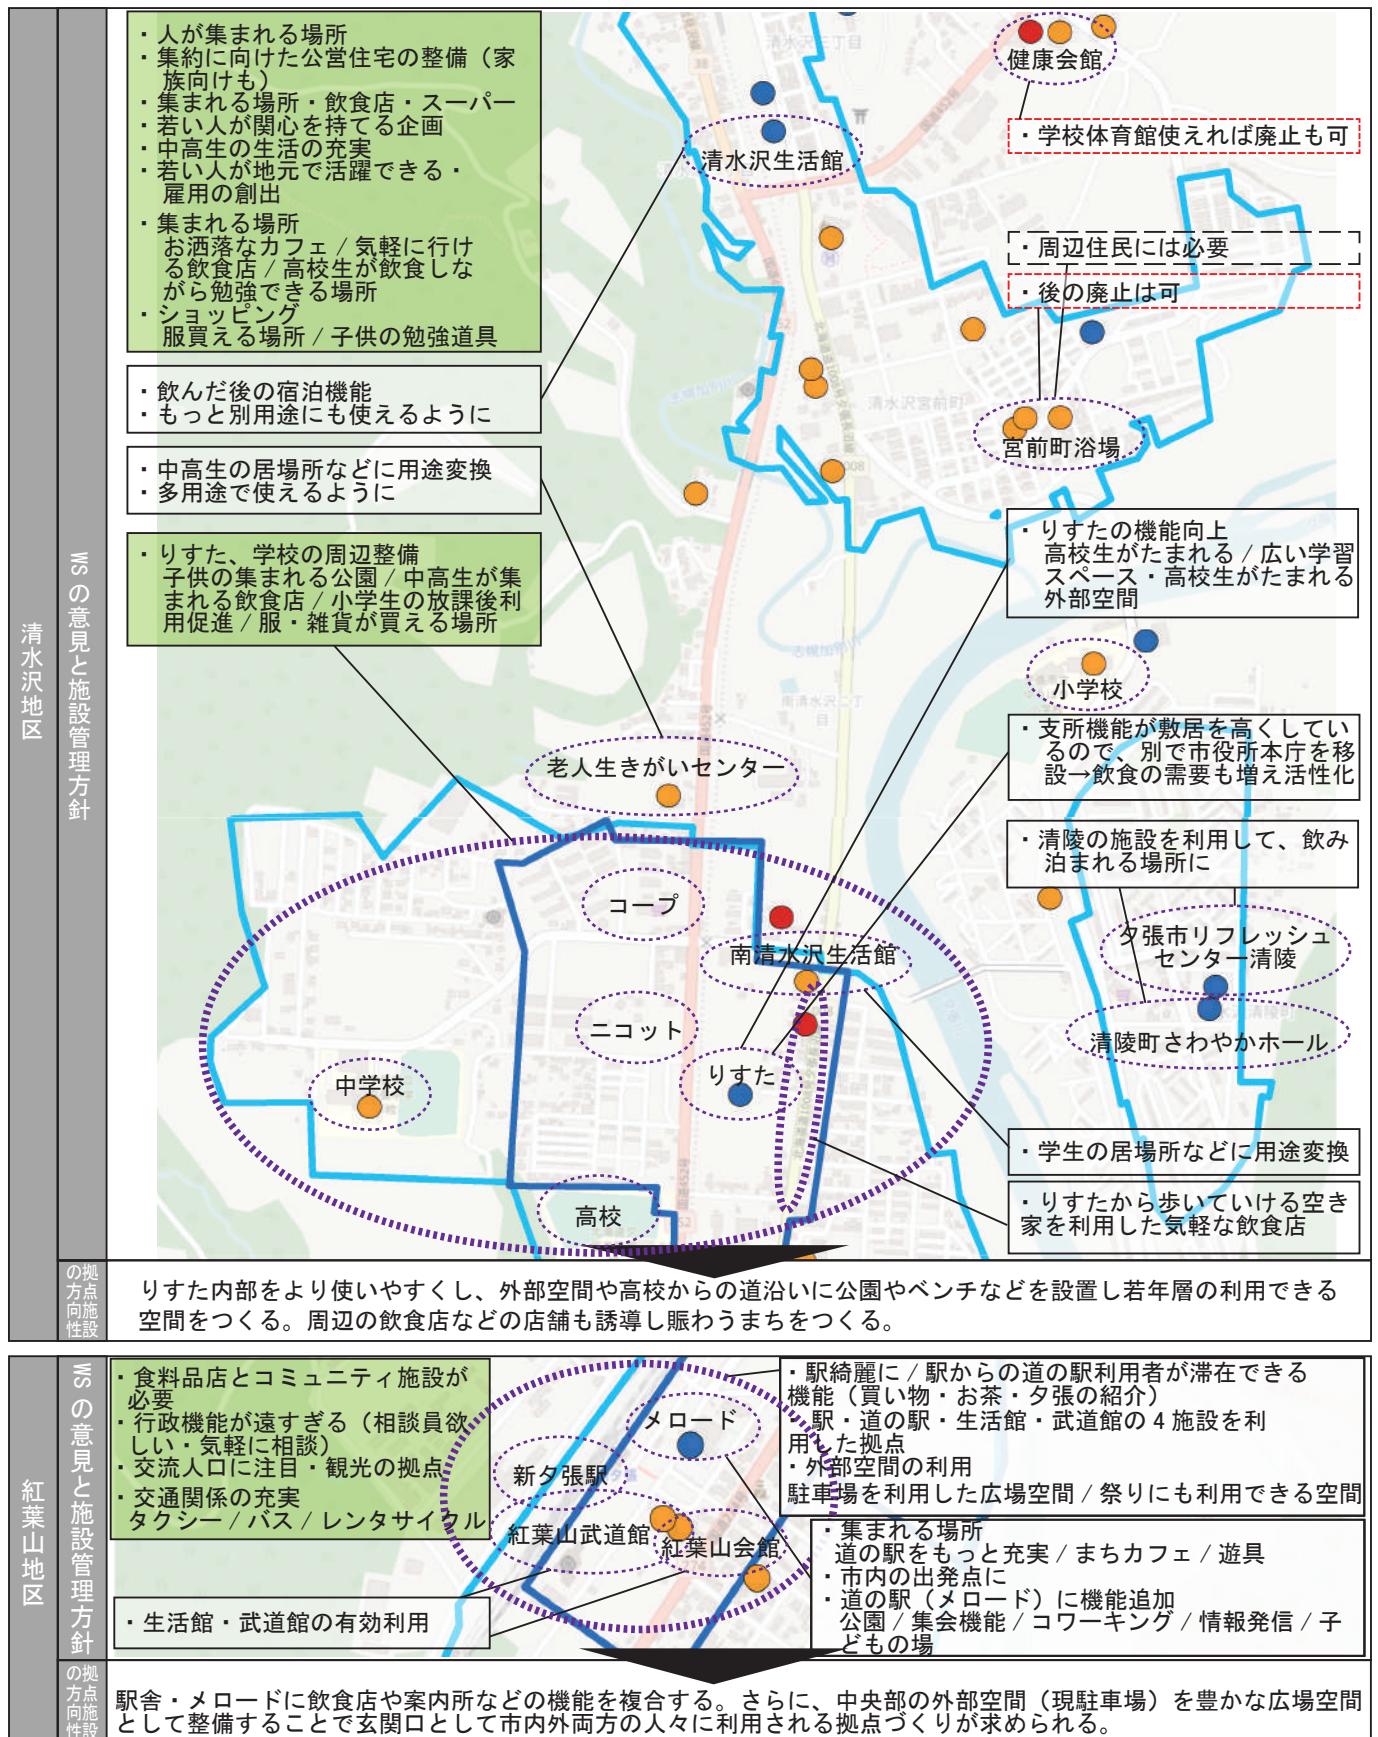 清水沢地区
WSの意見と施設管理方針
・人が集まれる場所
・集約に向けた公営住宅の整備（家
族向けも）
・集まれる場所・飲食店・スーパー
・若い人が関心を持てる企画
・中高生の生活の充実
・若い人が地元で活躍できる・
雇用の創出
・集まれる場所
お洒落なカフェ / 気軽に行け
る飲食店 / 高校生が飲食しな
がら勉強できる場所
・ショッピング
服買える場所 / 子供の勉強道具
・飲んだ後の宿泊機能
・もっと別用途にも使えるように
・中高生の居場所などに用途変換
・多用途で使えるように
・りすた、学校の周辺整備
子供の集まれる公園 / 中高生が集
まれる飲食店 / 小学生の放課後利
用促進 / 服・雑貨が買える場所
清水沢三丁目
38
清水沢生活館
健康会館
・学校体育館使えれば廃止も可
・周辺住民には必要
・後の廃止は可
清水沢宮前町
宮前町浴場
・りすたの機能向上
高校生がたまれる / 広い学習
スペース・高校生がたまれる
外部空間
志幌加別川
南清水沢二丁
目
小学校
・支所機能が敷居を高くしてい
るので、別で市役所本庁を移
設→飲食の需要も増え活性化
老人生きがいセンター
・清陵の施設を利用して、飲み
泊まれる場所に
コープ
南清水沢生活館
夕張市リフレッシュ
センター清陵
ニコット
清陵町さわやかホール
りすた
中学校
・学生の居場所などに用途変換
・りすたから歩いていける空き
家を利用した気軽な飲食店
高校
国道452号
拠点施設の方向性
りすた内部をより使いやすくし、外部空間や高校からの道沿いに公園やベンチなどを設置し若年層の利用できる
空間をつくる。周辺の飲食店などの店舗も誘導し賑わうまちをつくる。
紅葉山地区
WSの意見と施設管理方針
・食料品店とコミュニティ施設が
必要
・行政機能が遠すぎる（相談員欲
しい・気軽に相談）
・交流人口に注目・観光の拠点
・交通関係の充実
タクシー / バス / レンタサイクル
・生活館・武道館の有効利用
メロード
新夕張駅
紅葉山武道館
紅葉山会館
274
・駅綺麗に / 駅からの道の駅利用者が滞在できる
機能（買い物・お茶・夕張の紹介）
・駅・道の駅・生活館・武道館の 4 施設を利
用した拠点
・外部空間の利用
駐車場を利用した広場空間 / 祭りにも利用できる空間
・集まれる場所
道の駅をもっと充実 / まちカフェ / 遊具
・市内の出発点に
・道の駅（メロード）に機能追加
公園 / 集会機能 / コワーキング / 情報発信 / 子
どもの場
拠点施設の方向性
駅舎・メロードに飲食店や案内所などの機能を複合する。さらに、中央部の外部空間（現駐車場）を豊かな広場空間
として整備することで玄関口として市内外両方の人々に利用される拠点づくりが求められる。